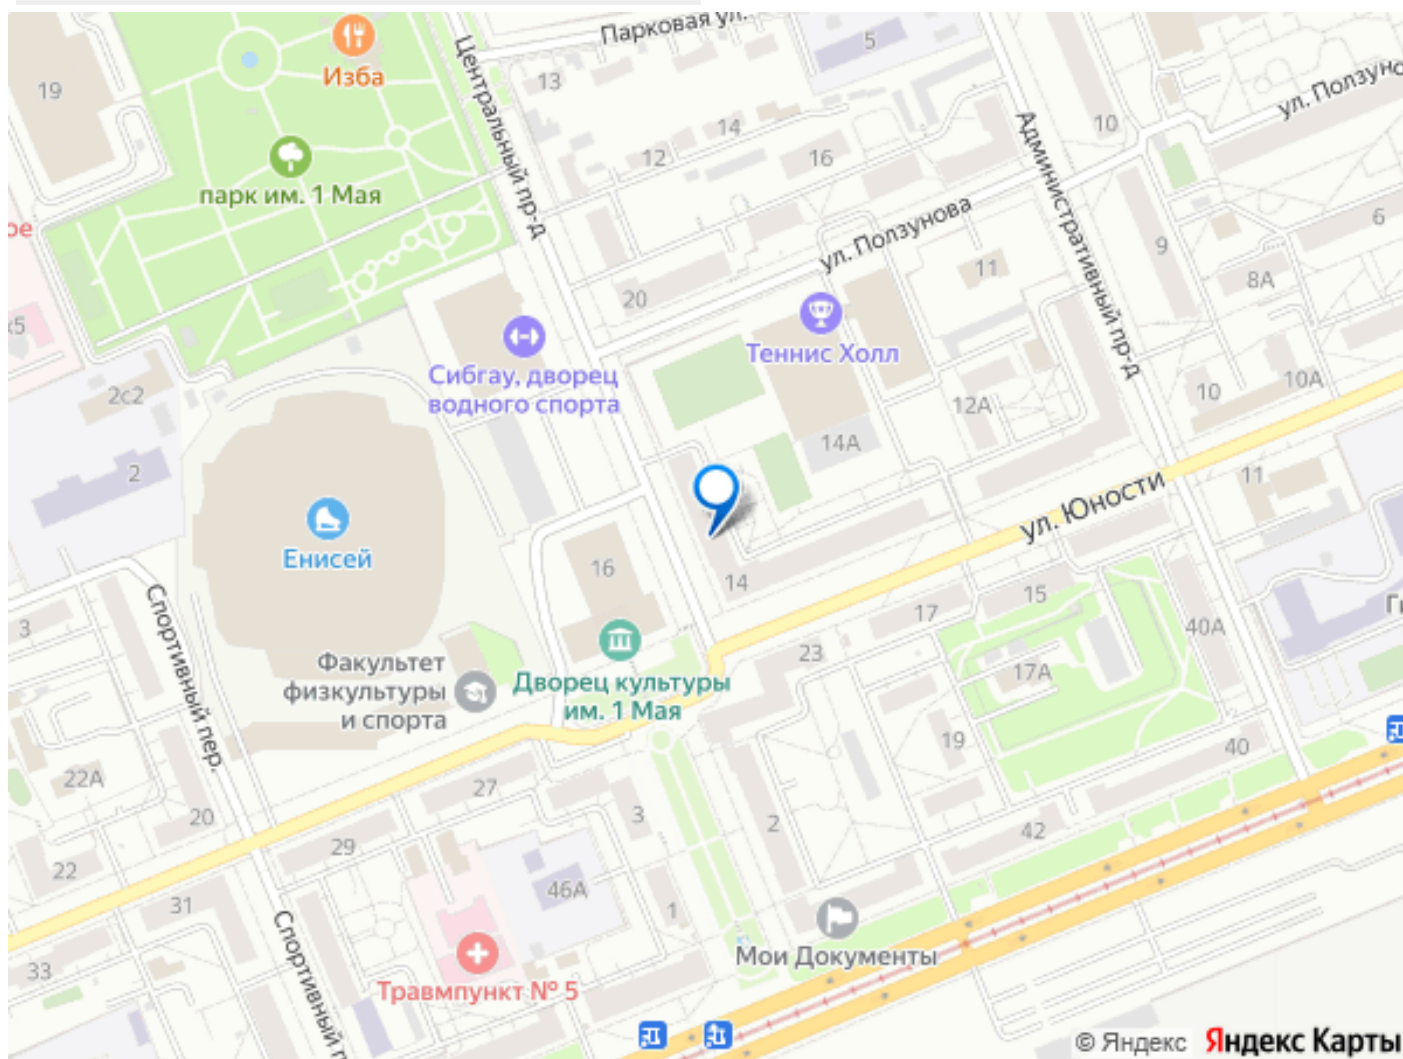 Парковая ул.
5
Изба
19
13
Центральный пр-д
ул. Ползуно
10
14
12
16
Административный пр-д
парк им. 1 Мая
ое
ул. Ползунова
6
9
11
8А
20
к5
Теннис Холл
Сибгау, дворец
водного спорта
2с2
10
10А
12А
14А
2
11
ул. Юности
Енисей
16
14
15
17
Ги
3
Спортивный пер.
40А
23
Факультет
физкультуры
и спорта
Дворец культуры
им. 1 Мая
17А
19
40
22А
27
20
3
2
42
29
22
46А
31
1
Спортивный п
Мои Документы
33
Травмпункт № 5
© Яндекс Яндекс Карты